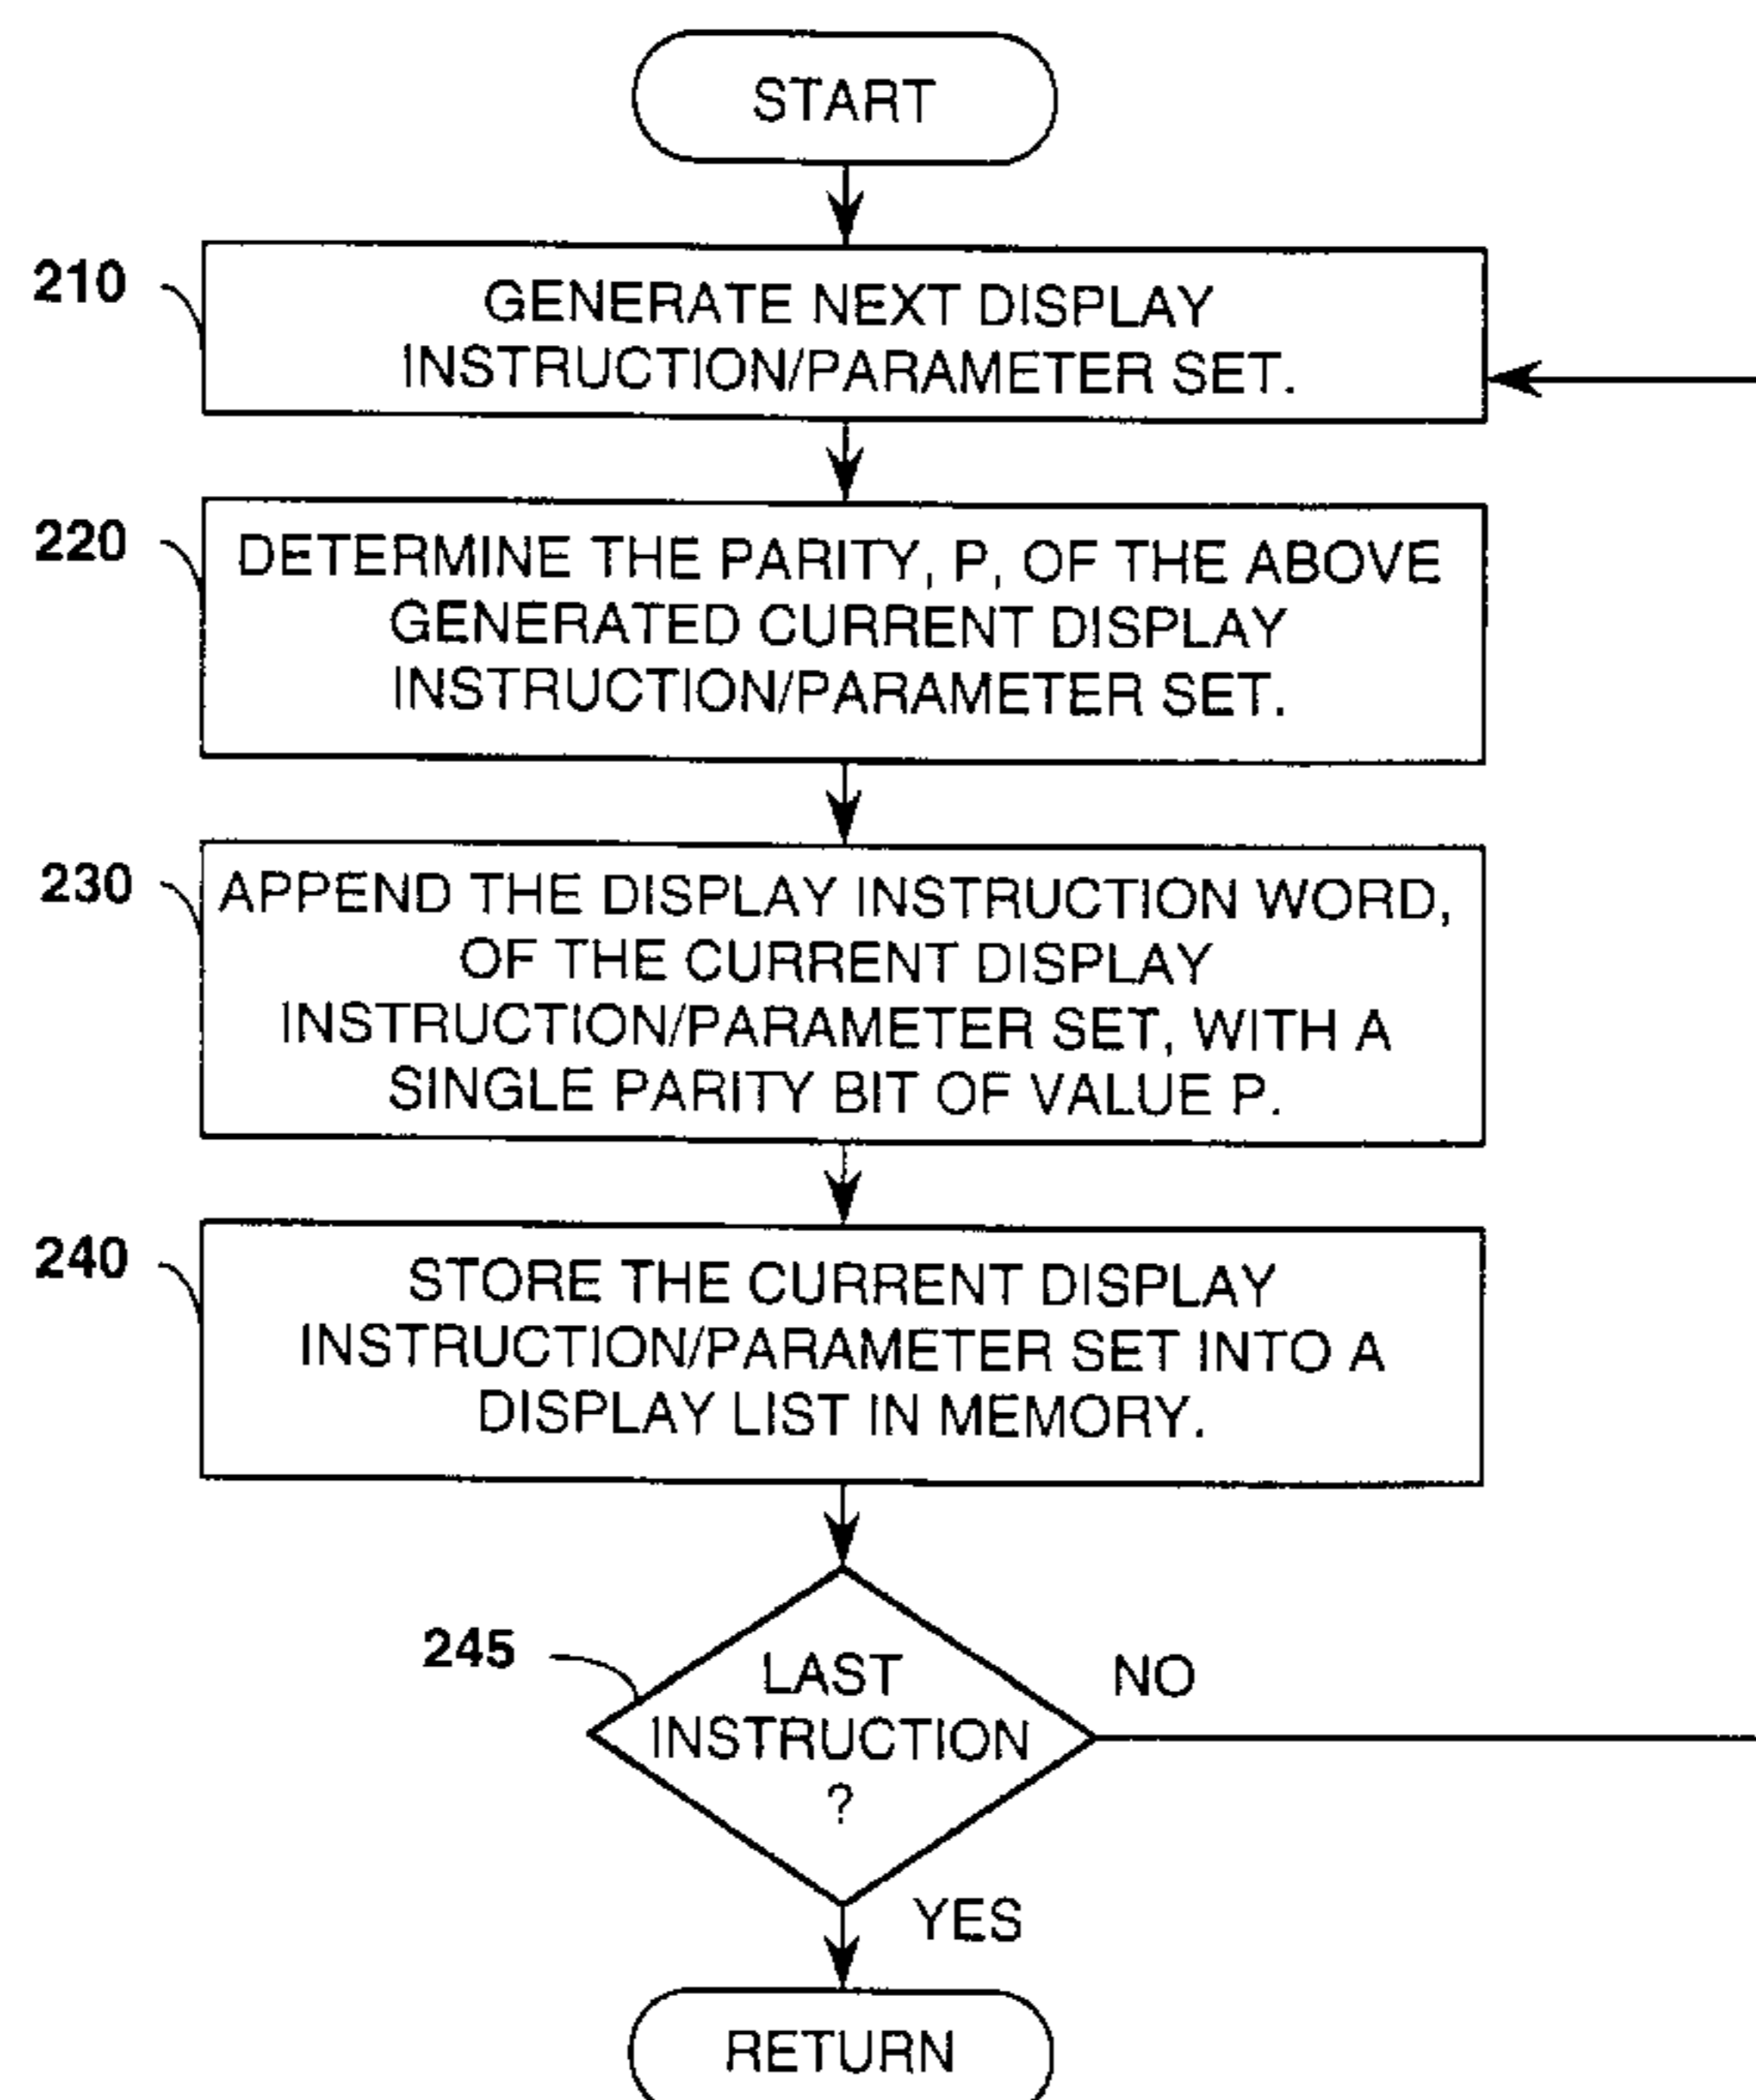 START
210
GENERATE NEXT DISPLAY
INSTRUCTION/PARAMETER SET.
220
DETERMINE THE PARITY, P, OF THE ABOVE
GENERATED CURRENT DISPLAY
INSTRUCTION/PARAMETER SET.
230
APPEND THE DISPLAY INSTRUCTION WORD,
OF THE CURRENT DISPLAY
INSTRUCTION/PARAMETER SET, WITH A
SINGLE PARITY BIT OF VALUE P.
240
STORE THE CURRENT DISPLAY
INSTRUCTION/PARAMETER SET INTO A
DISPLAY LIST IN MEMORY.
245
LAST
INSTRUCTION
?
NO
YES
RETURN